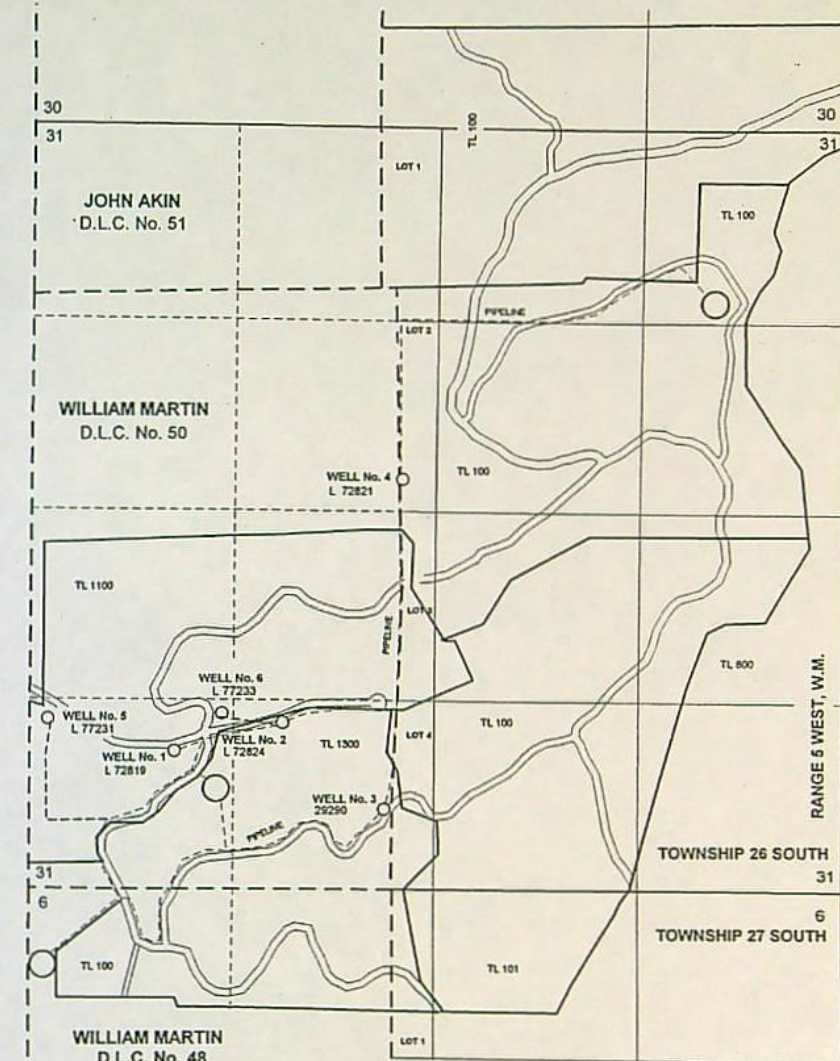 30
31
30
31
TL 100
LOT 1
JOHN AKIN
D.L.C. No. 51
TL 100
PIPELINE
LOT 2
WILLIAM MARTIN
D.L.C. No. 50
WELL No. 4
L 72821
TL 100
TL 1100
LOT 3
PIPELINE
WELL No. 6
L 77233
TL 800
RANGE 5 WEST, W.M.
WELL No. 5
L 77231
WELL No. 1
L 72819
WELL No. 2
L 72824
TL 1300
LOT 4
TL 100
WELL No. 3
29290
PIPELINE
TOWNSHIP 26 SOUTH
31
6
31
6
TOWNSHIP 27 SOUTH
TL 100
TL 101
WILLIAM MARTIN
D.L.C. No. 48
LOT 1